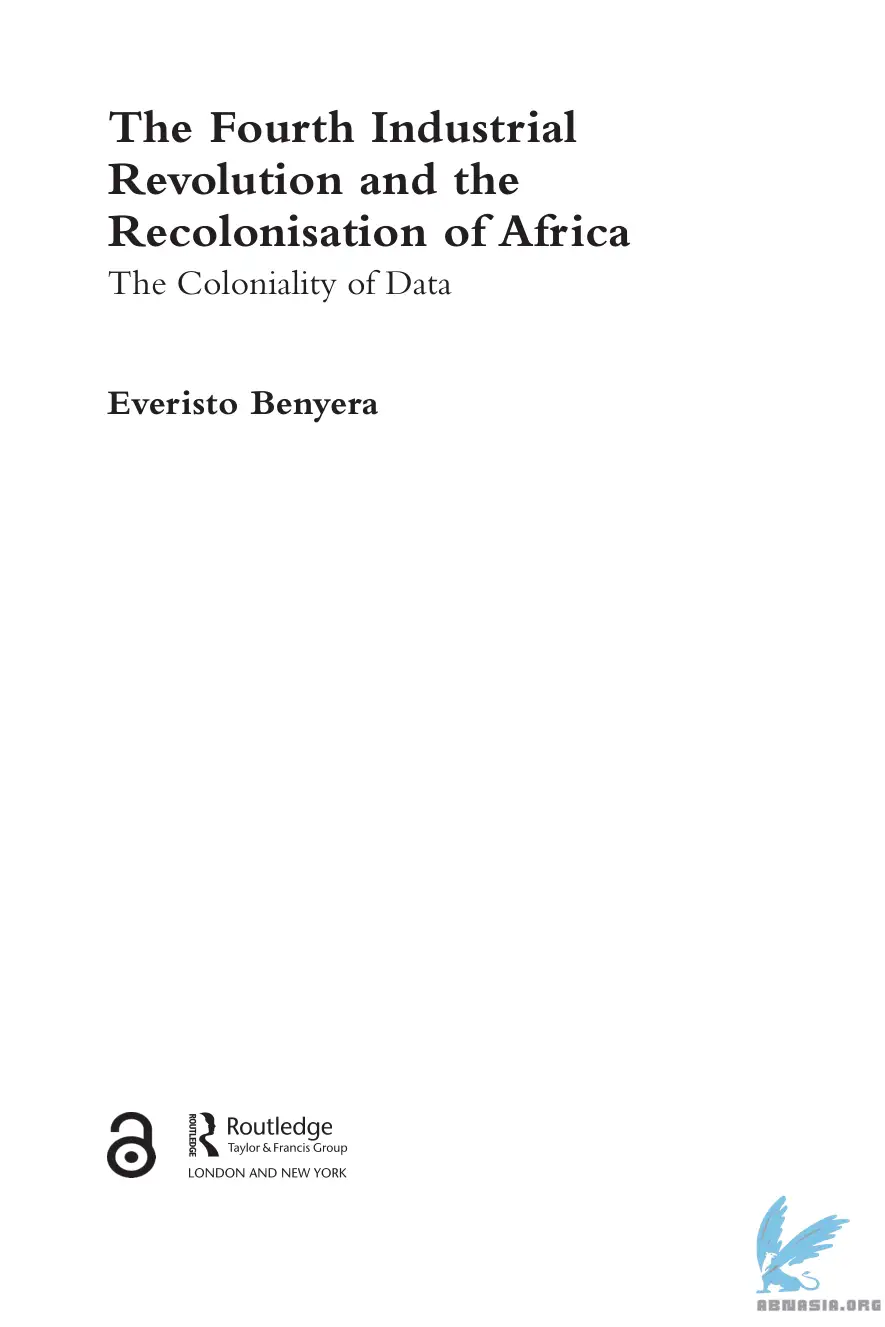 The Fourth Industrial
Revolution and the
Recolonisation of Africa
The Coloniality of Data
Everisto Benyera
ROUTLEDGE
Routledge
Taylor & Francis Group
LONDON AND NEW YORK
ABNASIA.ORG